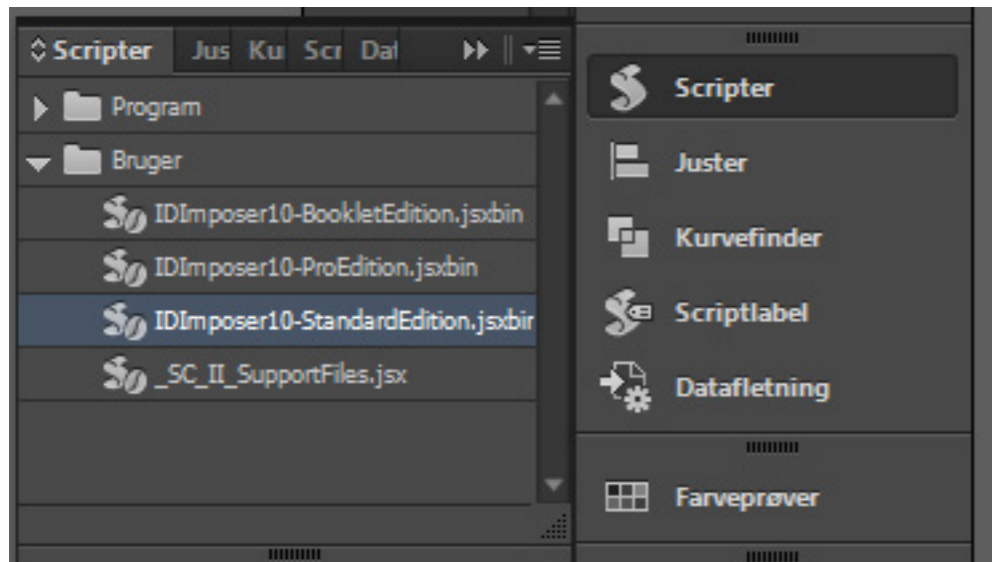 Scripter Jus Ku Scr Dat
Program
Bruger
IDImposer10-BookletEdition.jsxbin
IDImposer10-ProEdition.jsxbin
IDImposer10-StandardEdition.jsxbin
_SC_II_SupportFiles.jsx
Scripter
Juster
Kurvefinder
Scriptlabel
Datafletning
Farveprøver